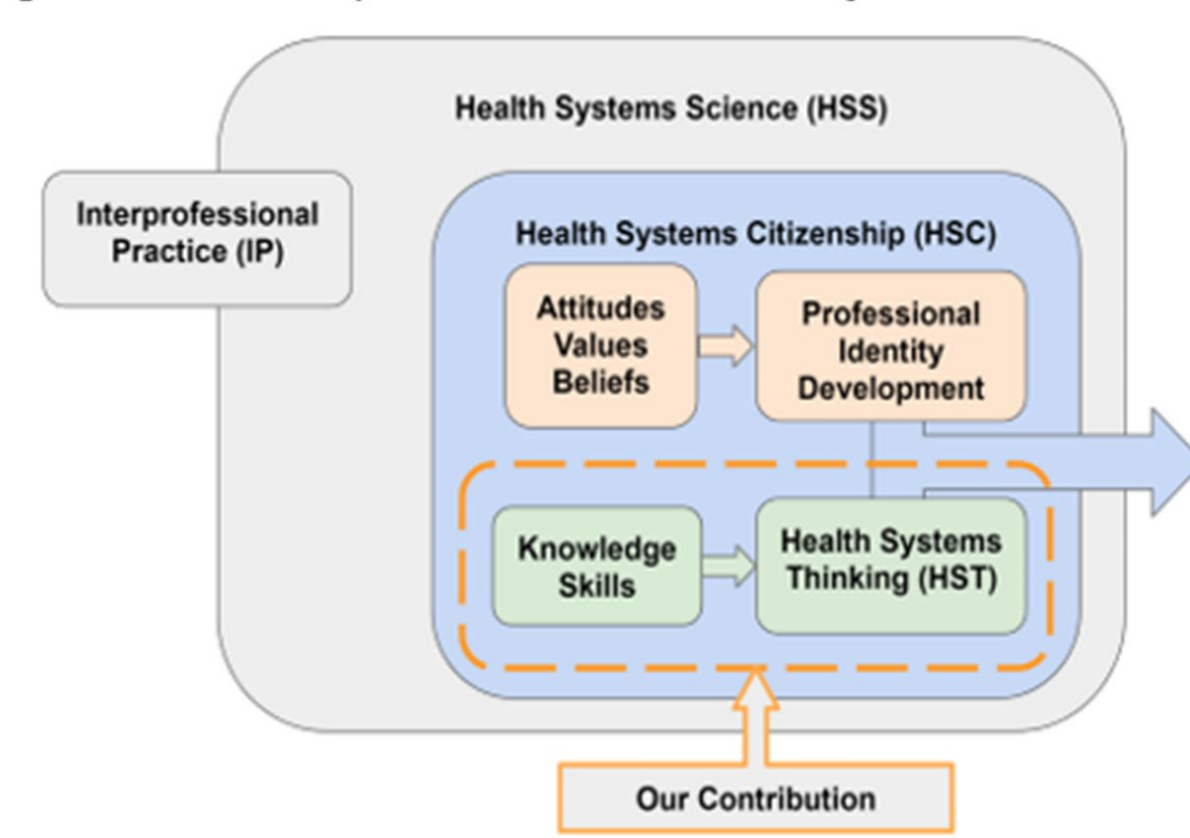 Health Systems Science (HSS)
Interprofessional
Practice (IP)
Health Systems Citizenship (HSC)
Attitudes
Values
Beliefs
Professional
Identity
Development
Knowledge
Skills
Health Systems
Thinking (HST)
Our Contribution